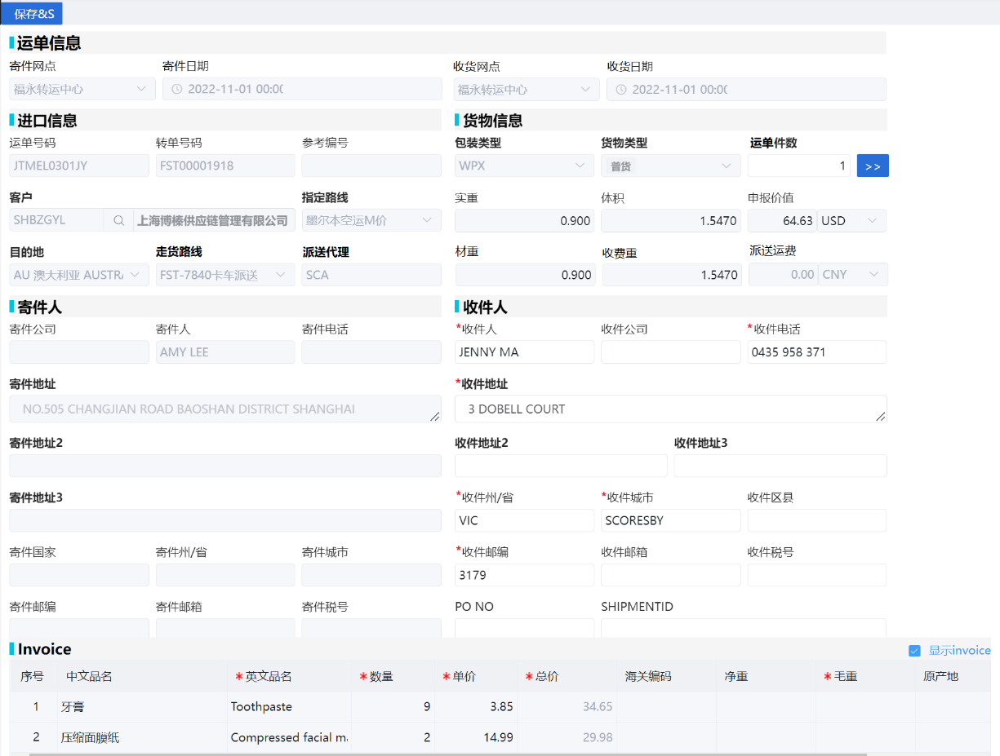 保存&S
运单信息
寄件网点 寄件日期 收货网点 收货日期
福永转运中心 2022-11-01 00:00 福永转运中心 2022-11-01 00:00
进口信息 货物信息
运单号码 转单号码 参考编号 包装类型 货物类型 运单件数
JTMEL0301JY FST00001918 WPX 普货 1 >>
客户 指定路线 实重 体积 申报价值
SHBZGYL 上海博榛供应链管理有限公司 墨尔本空运M价 0.900 1.5470 64.63 USD
目的地 走货路线 派送代理 材重 收费重 派送运费
AU 澳大利亚 AUSTRA FST-7840卡车派送 SCA 0.900 1.5470 0.00 CNY
寄件人 收件人
寄件公司 寄件人 寄件电话 *收件人 收件公司 *收件电话
AMY LEE JENNY MA 0435 958 371
寄件地址 *收件地址
NO.505 CHANGJIAN ROAD BAOSHAN DISTRICT SHANGHAI 3 DOBELL COURT
寄件地址2 收件地址2 收件地址3
寄件地址3 *收件州/省 *收件城市 收件区县
VIC SCORESBY
寄件国家 寄件州/省 寄件城市 *收件邮编 收件邮箱 收件税号
3179
寄件邮编 寄件邮箱 寄件税号 PO NO SHIPMENTID
Invoice 显示invoice
序号 中文品名 *英文品名 *数量 *单价 *总价 海关编码 净重 *毛重 原产地
1 牙膏 Toothpaste 9 3.85 34.65
2 压缩面膜纸 Compressed facial ma 2 14.99 29.98